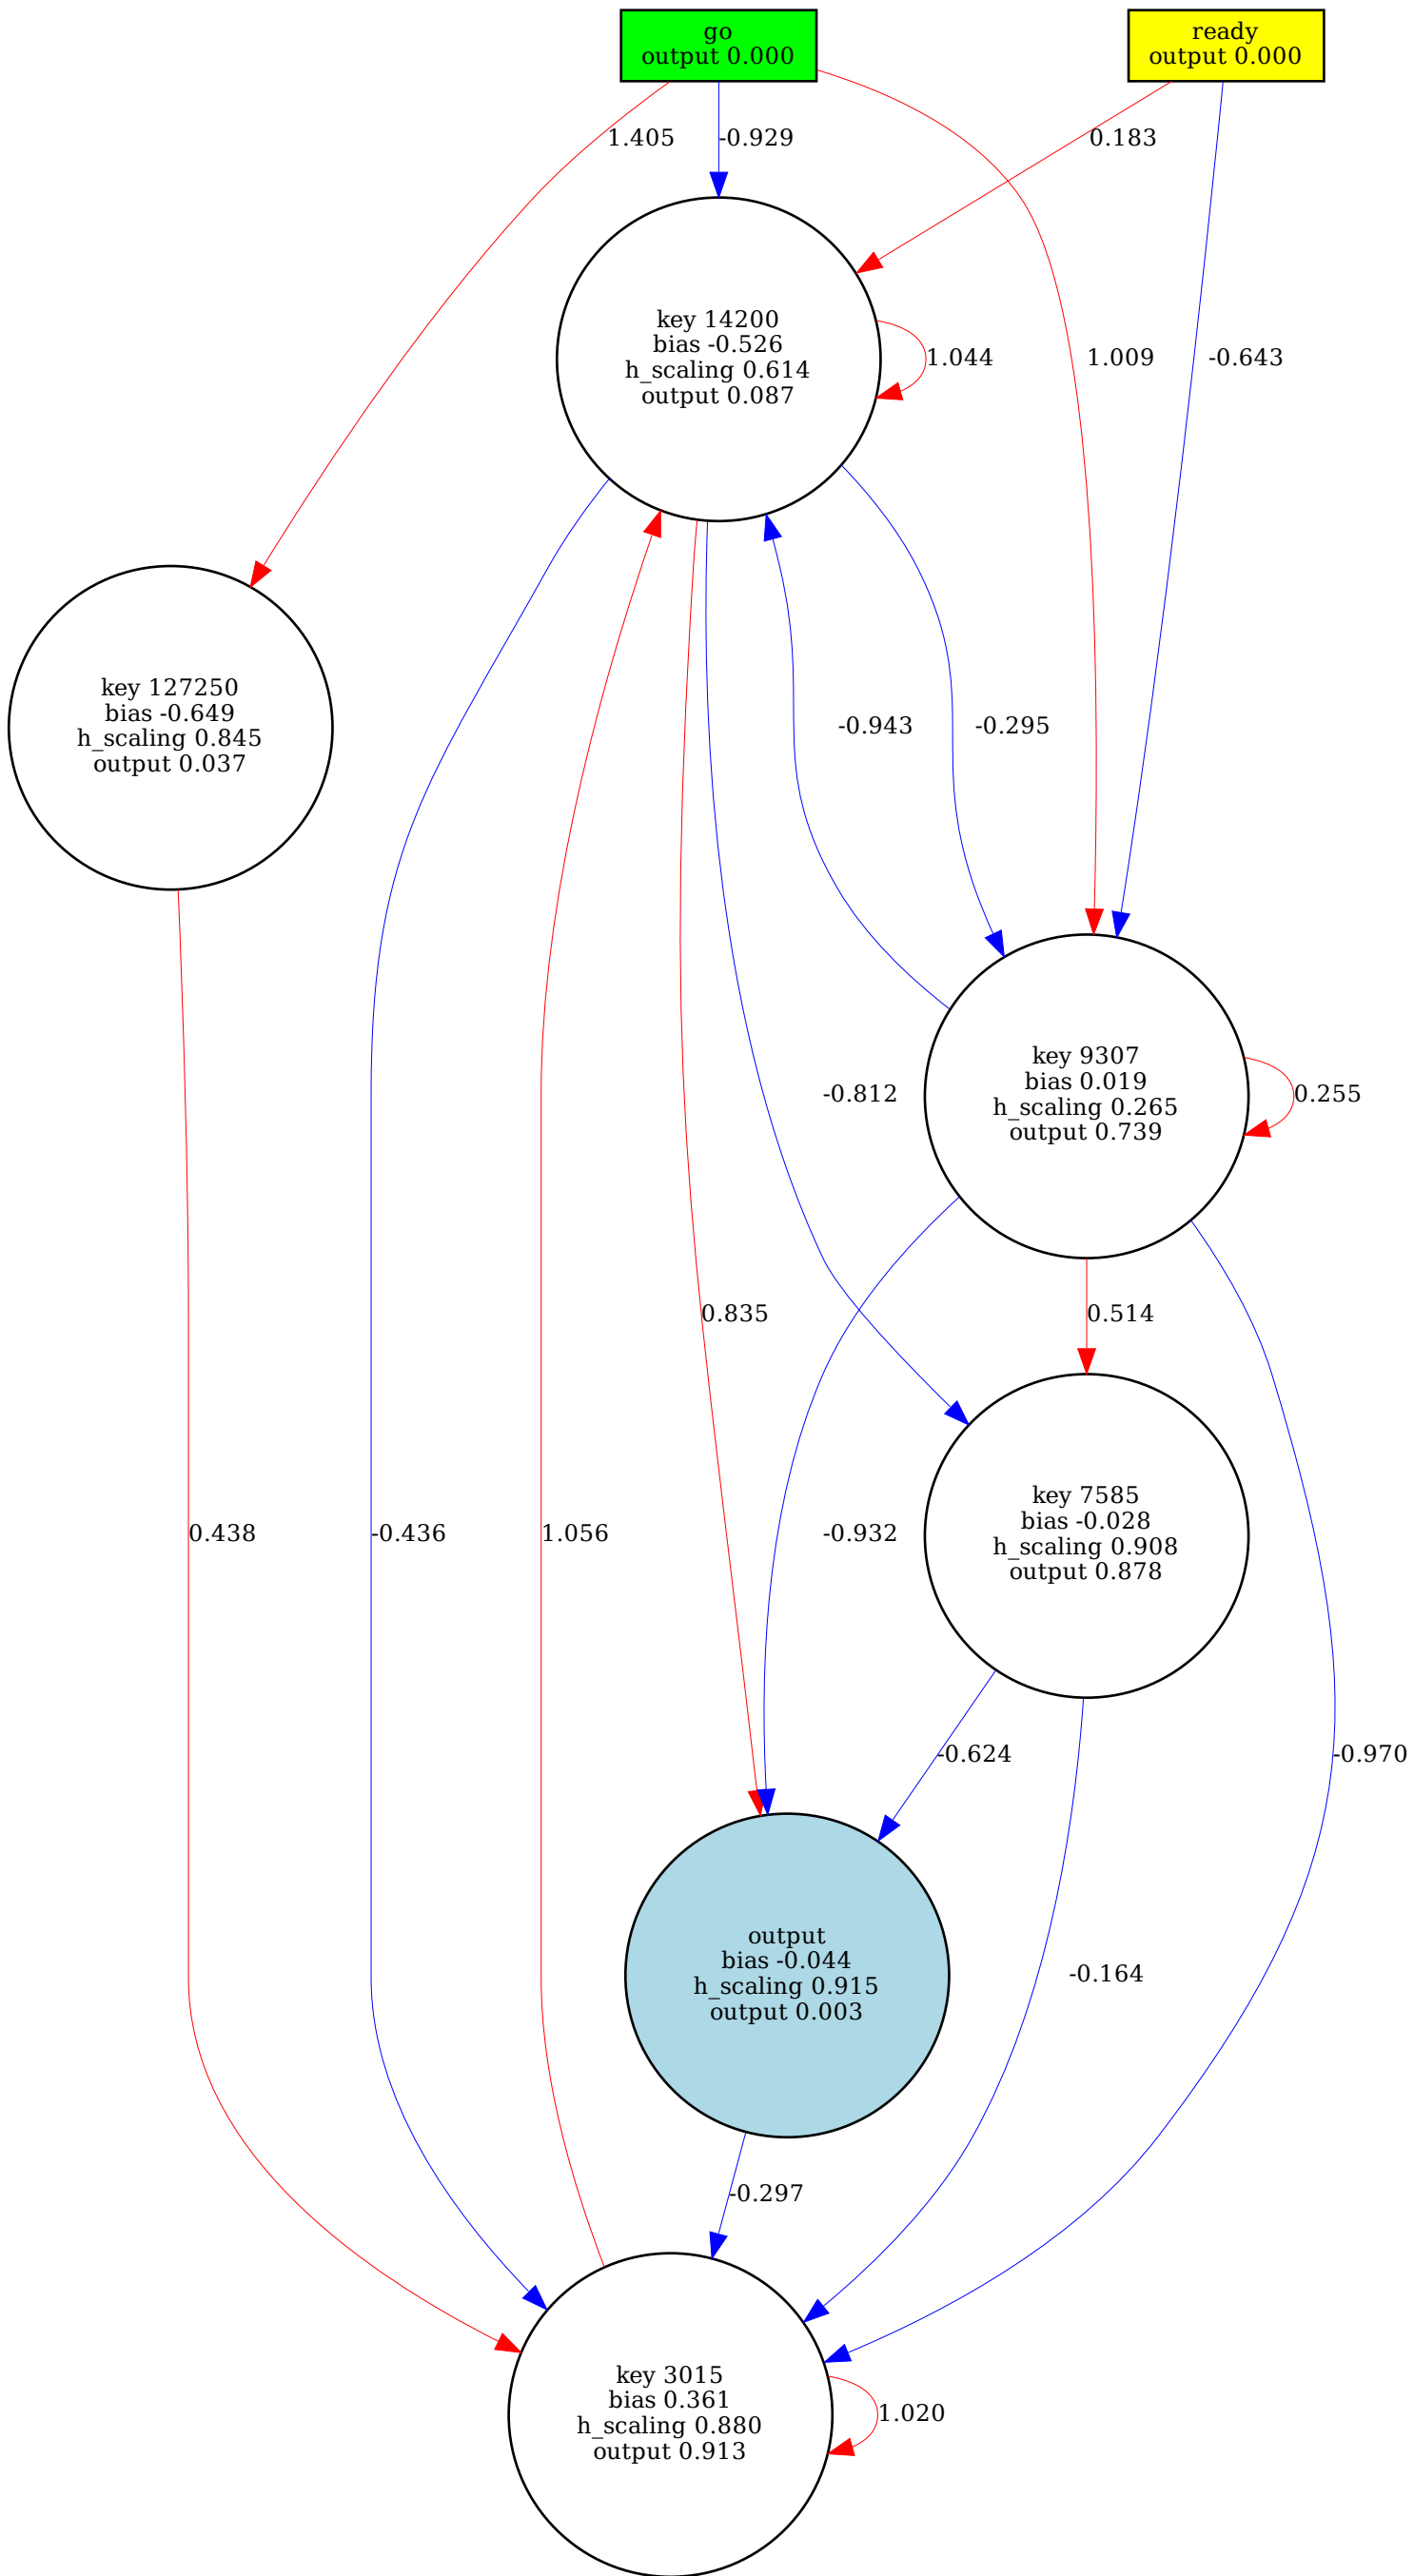 go
output 0.000
ready
output 0.000
1.405
-0.929
0.183
key 14200
bias -0.526
h_scaling 0.614
output 0.087
1.044
1.009
-0.643
key 127250
bias -0.649
h_scaling 0.845
output 0.037
-0.943
-0.295
key 9307
bias 0.019
h_scaling 0.265
output 0.739
-0.812
0.255
0.835
0.514
key 7585
bias -0.028
h_scaling 0.908
output 0.878
0.438
-0.436
1.056
-0.932
-0.624
-0.970
output
bias -0.044
h_scaling 0.915
output 0.003
-0.164
-0.297
key 3015
bias 0.361
h_scaling 0.880
output 0.913
1.020